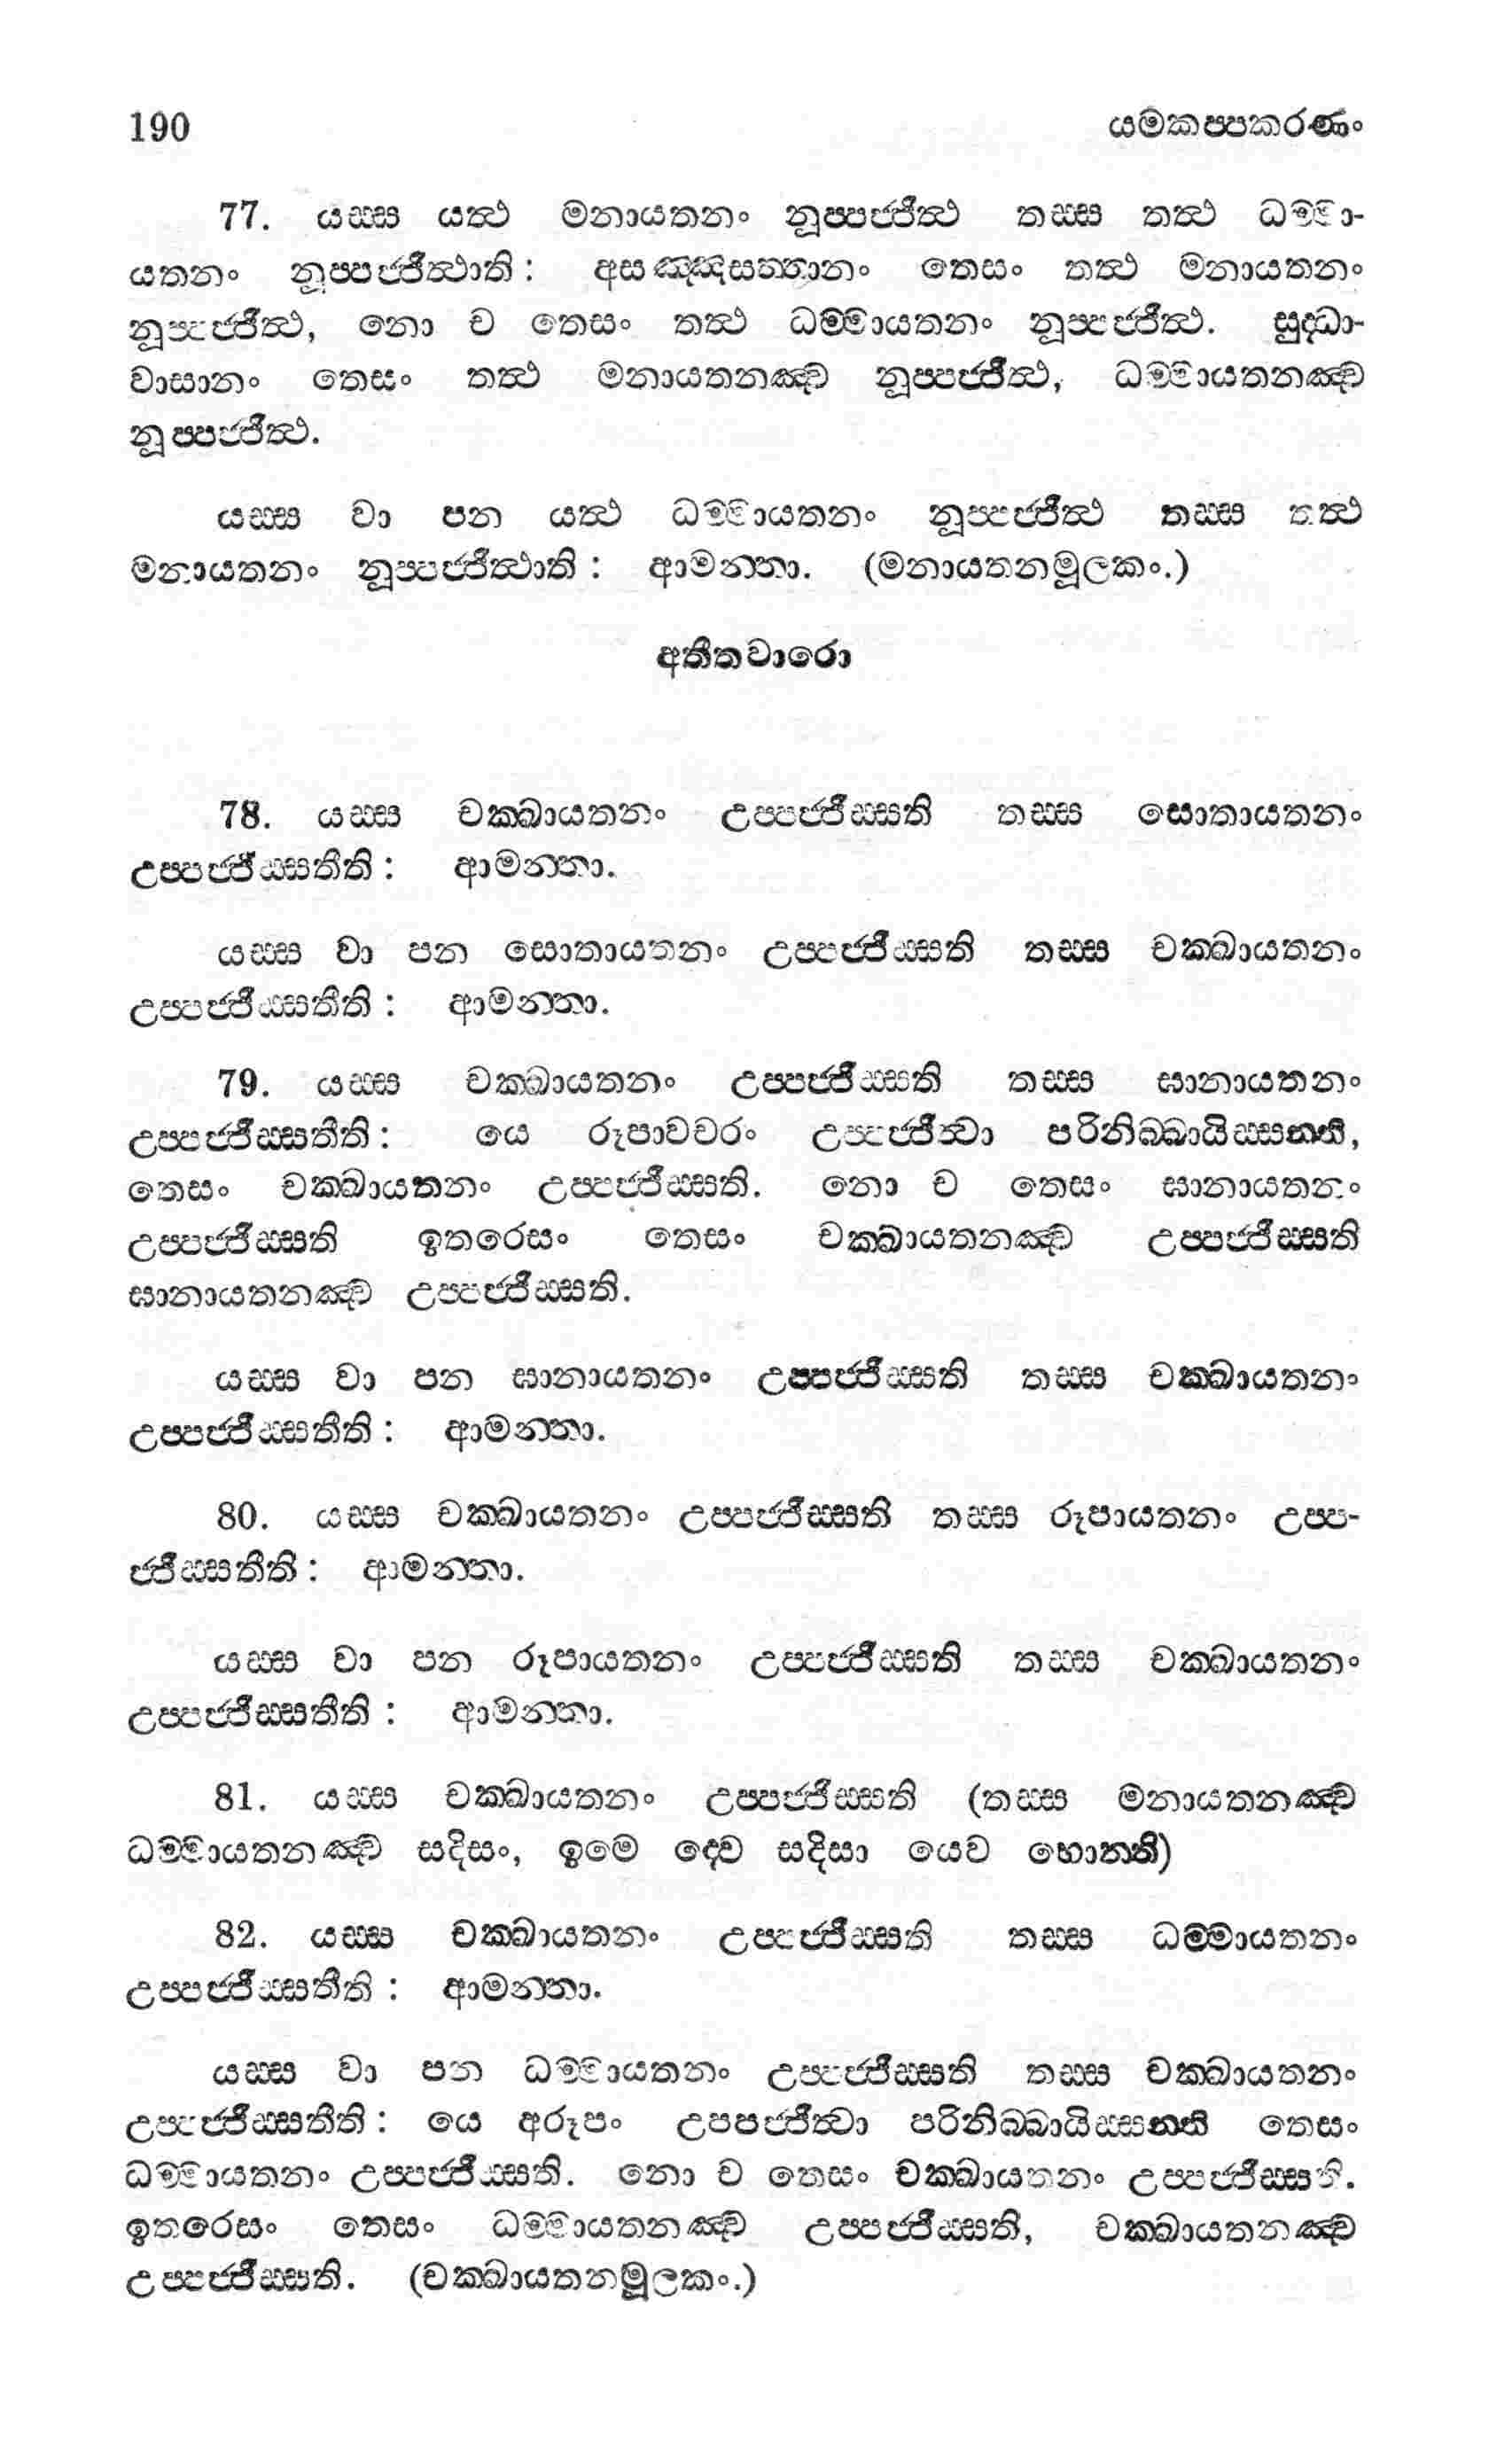 190 යමකප්පකරණං
77. යස්ස යත්ථ මනායතනං නූප්පජ්ජිත්ථ තස්ස තත්ථ ධම්මා-
යතනං නූප්පජ්ජිත්ථාති: අසඤ්ඤසත්තානං තෙසං තත්ථ මනායතනං
නූප්පජ්ජිත්ථ, නො ච තෙසං තත්ථ ධම්මායතනං නූප්පජ්ජිත්ථ. සුද්ධා-
වාසානං තෙසං තත්ථ මනායතනඤ්ච නූප්පජ්ජිත්ථ, ධම්මායතනඤ්ච
නූප්පජ්ජිත්ථ.
යස්ස වා පන යත්ථ ධම්මායතනං නූප්පජ්ජිත්ථ තස්ස තත්ථ
මනායතනං නූප්පජ්ජිත්ථාති: ආමන්තා. (මනායතනමූලකං.)
අතීතවාරො
78. යස්ස චක්ඛායතනං උප්පජ්ජිස්සති තස්ස සොතායතනං
උප්පජ්ජිස්සතීති: ආමන්තා.
යස්ස වා පන සොතායතනං උප්පජ්ජිස්සති තස්ස චක්ඛායතනං
උප්පජ්ජිස්සතීති: ආමන්තා.
79. යස්ස චක්ඛායතනං උප්පජ්ජිස්සති තස්ස ඝානායතනං
උප්පජ්ජිස්සතීති: යෙ රූපාවචරං උප්පජ්ජිත්වා පරිනිබ්බායිස්සන්ති,
තෙසං චක්ඛායතනං උප්පජ්ජිස්සති. නො ච තෙසං ඝානායතනං
උප්පජ්ජිස්සති ඉතරෙසං තෙසං චක්ඛායතනඤ්ච උප්පජ්ජිස්සති
ඝානායතනඤ්ච උප්පජ්ජිස්සති.
යස්ස වා පන ඝානායතනං උප්පජ්ජිස්සති තස්ස චක්ඛායතනං
උප්පජ්ජිස්සතීති: ආමන්තා.
80. යස්ස චක්ඛායතනං උප්පජ්ජිස්සති තස්ස රූපායතනං උප්ප-
ජ්ජිස්සතීති: ආමන්තා.
යස්ස වා පන රූපායතනං උප්පජ්ජිස්සති තස්ස චක්ඛායතනං
උප්පජ්ජිස්සතීති: ආමන්තා.
81. යස්ස චක්ඛායතනං උප්පජ්ජිස්සති (තස්ස මනායතනඤ්ච
ධම්මායතනඤ්ච සදිසං, ඉමෙ ද්වෙ සදිසා යෙව හොන්ති)
82. යස්ස චක්ඛායතනං උප්පජ්ජිස්සති තස්ස ධම්මායතනං
උප්පජ්ජිස්සතීති: ආමන්තා.
යස්ස වා පන ධම්මායතනං උප්පජ්ජිස්සති තස්ස චක්ඛායතනං
උප්පජ්ජිස්සතීති: යෙ අරූපං උපපජ්ජිත්වා පරිනිබ්බායිස්සන්ති තෙසං
ධම්මායතනං උප්පජ්ජිස්සති. නො ච තෙසං චක්ඛායතනං උප්පජ්ජිස්සති.
ඉතරෙසං තෙසං ධම්මායතනඤ්ච උප්පජ්ජිස්සති, චක්ඛායතනඤ්ච
උප්පජ්ජිස්සති. (චක්ඛායතනමූලකං.)